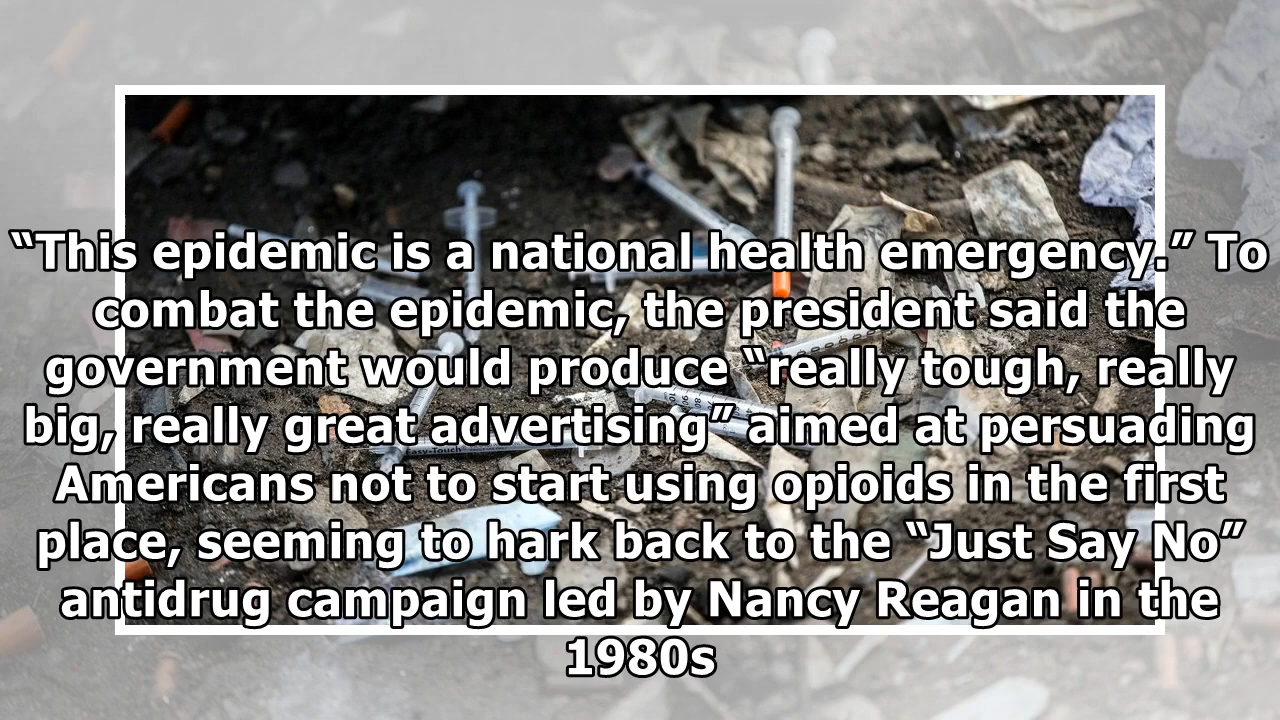 “This epidemic is a national health emergency.” To
combat the epidemic, the president said the
government would produce “really tough, really
big, really great advertising” aimed at persuading
Americans not to start using opioids in the first
place, seeming to hark back to the “Just Say No”
antidrug campaign led by Nancy Reagan in the
1980s
Easy-Touch